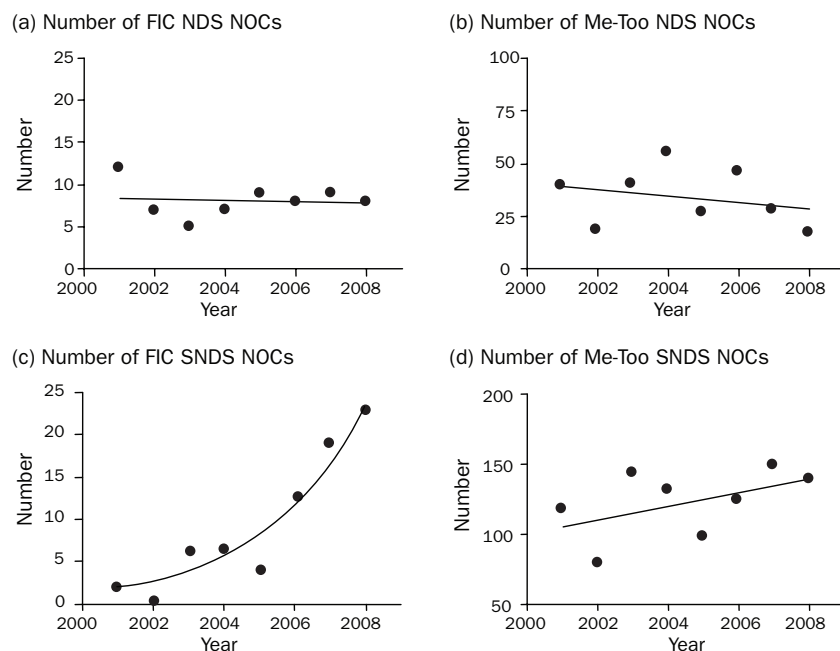 (a) Number of FIC NDS NOCs
25
20
15
10
5
0
Number
2000 2002 2004 2006 2008
Year
(b) Number of Me-Too NDS NOCs
100
75
50
25
0
Number
2000 2002 2004 2006 2008
Year
(c) Number of FIC SNDS NOCs
25
20
15
10
5
0
Number
2000 2002 2004 2006 2008
Year
(d) Number of Me-Too SNDS NOCs
200
150
100
50
Number
2000 2002 2004 2006 2008
Year